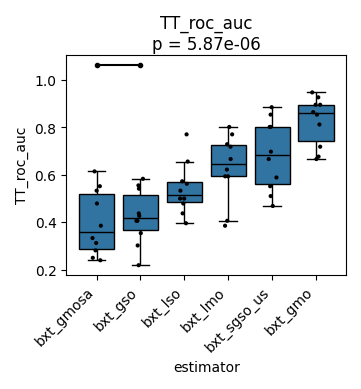 TT_roc_auc
p = 5.87e-06
TT_roc_auc
1.0
0.8
0.6
0.4
0.2
bxt_gmosa
bxt_gso
bxt_lso
bxt_lmo
bxt_sgso_us
bxt_gmo
estimator